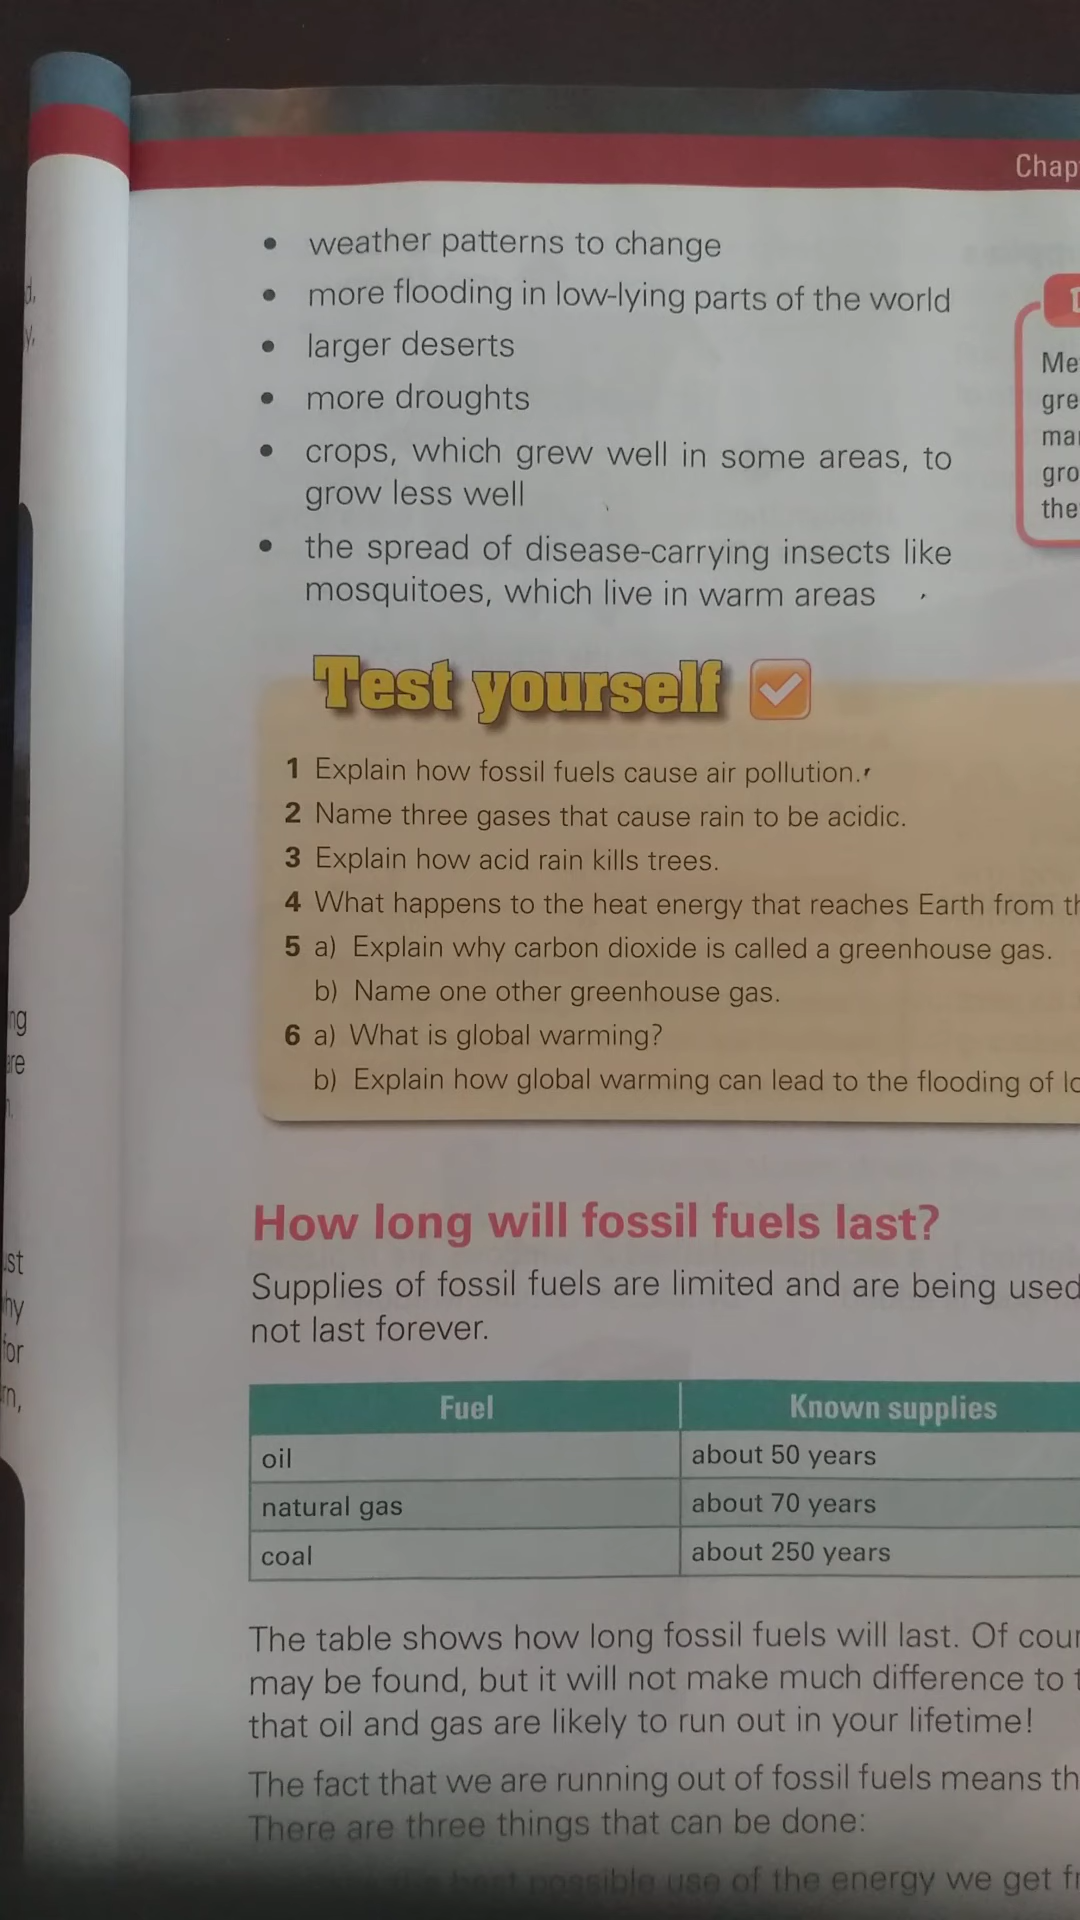 Chap
weather patterns to change
more flooding in low-lying parts of the world
larger deserts
more droughts
crops, which grew well in some areas, to
grow less well
the spread of disease-carrying insects like
mosquitoes, which live in warm areas
Me
gre
mar
gro
the
Test yourself
1 Explain how fossil fuels cause air pollution.
2 Name three gases that cause rain to be acidic.
3 Explain how acid rain kills trees.
4 What happens to the heat energy that reaches Earth from th
5 a) Explain why carbon dioxide is called a greenhouse gas.
b) Name one other greenhouse gas.
6 a) What is global warming?
b) Explain how global warming can lead to the flooding of lo
How long will fossil fuels last?
Supplies of fossil fuels are limited and are being used
not last forever.
Fuel Known supplies
oil about 50 years
natural gas about 70 years
coal about 250 years
The table shows how long fossil fuels will last. Of cour
may be found, but it will not make much difference to t
that oil and gas are likely to run out in your lifetime!
The fact that we are running out of fossil fuels means th
There are three things that can be done:
best possible use of the energy we get fr